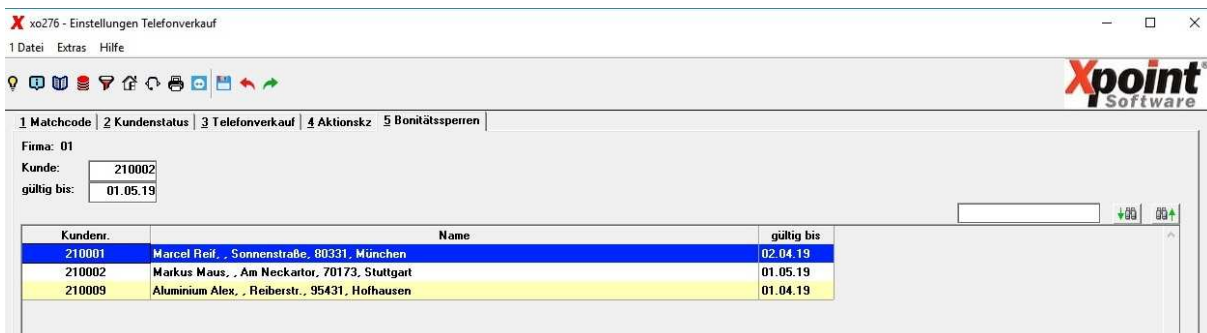 xo276 - Einstellungen Telefonverkauf
1 Datei Extras Hilfe
Xpoint®
Software
1 Matchcode 2 Kundenstatus 3 Telefonverkauf 4 Aktionskz 5 Bonitätssperren
Firma: 01
Kunde: 210002
gültig bis: 01.05.19
Kundenr. Name gültig bis
210001 Marcel Reif, , Sonnenstraße, 80331, München 02.04.19
210002 Markus Maus, , Am Neckartor, 70173, Stuttgart 01.05.19
210009 Aluminium Alex, , Reiberstr., 95431, Hofhausen 01.04.19